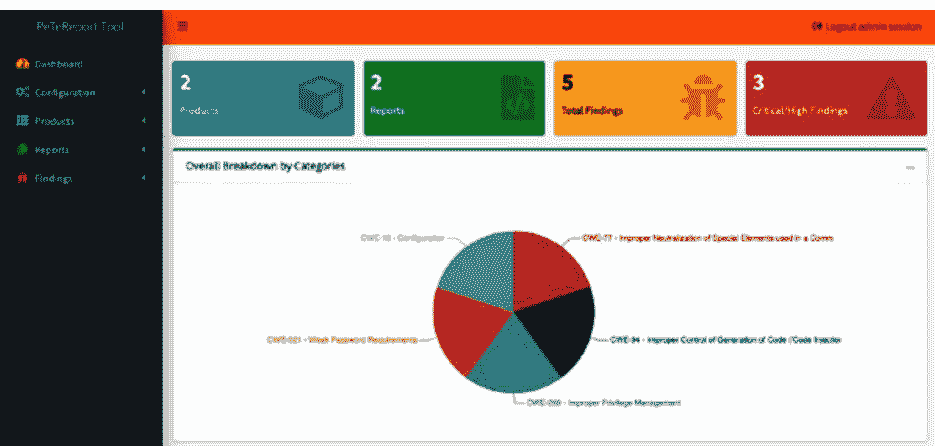 PeTeReport Tool
Logout admin session
Dashboard
Configuration
Products
Reports
Findings
2
Products
2
Reports
5
Total Findings
3
Critical/High Findings
Overall Breakdown by Categories
CWE-16 - Configuration
CWE-77 - Improper Neutralization of Special Elements used in a Comm
CWE-521 - Weak Password Requirements
CWE-94 - Improper Control of Generation of Code ('Code Injection
CWE-269 - Improper Privilege Management